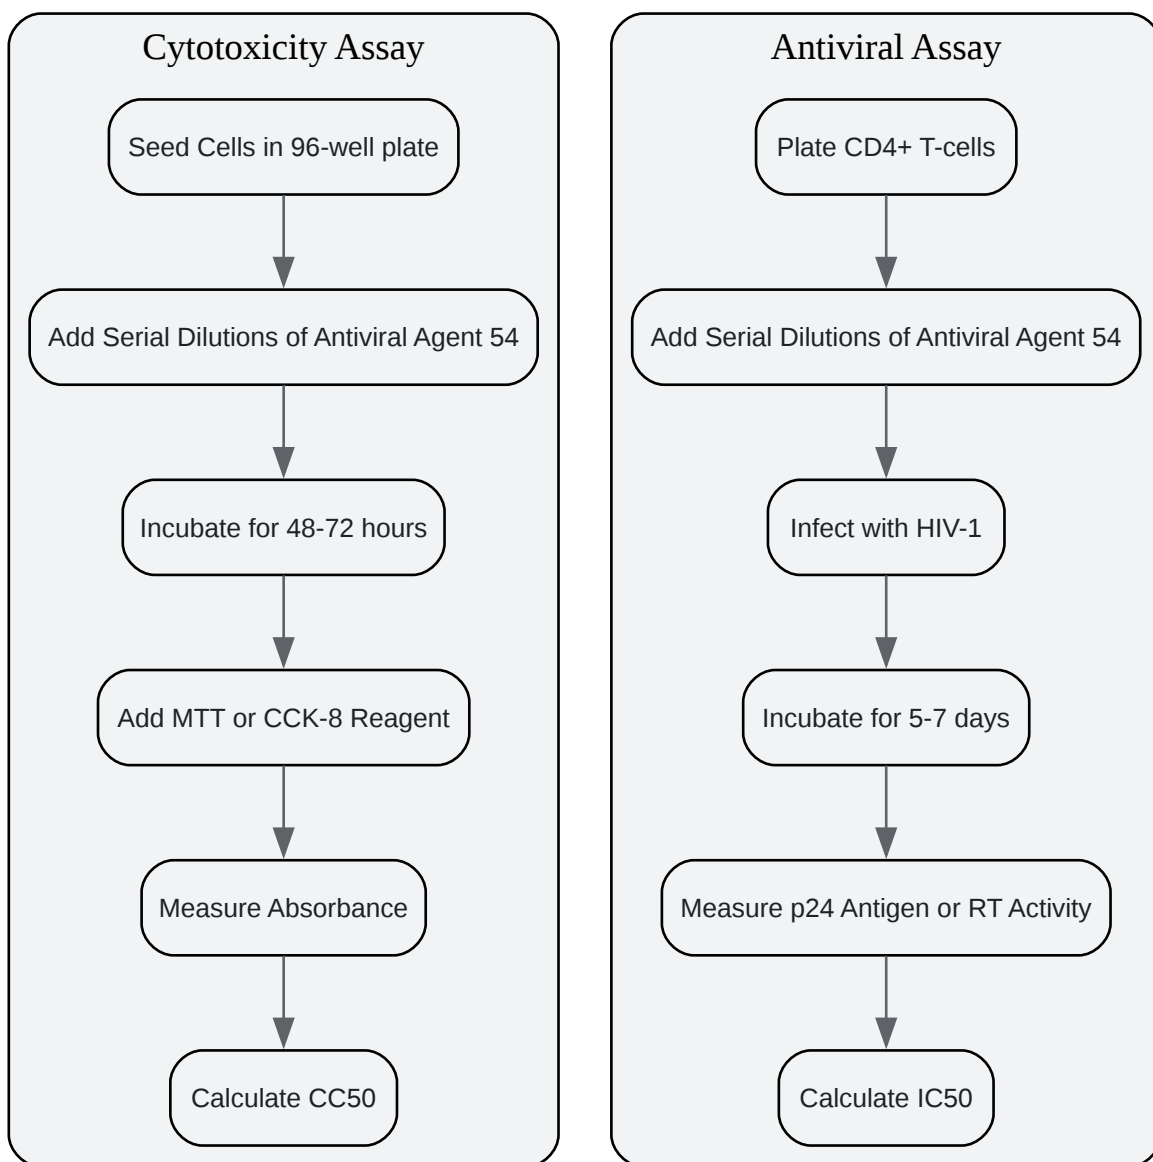 Cytotoxicity Assay
Seed Cells in 96-well plate
Add Serial Dilutions of Antiviral Agent 54
Incubate for 48-72 hours
Add MTT or CCK-8 Reagent
Measure Absorbance
Calculate CC50
Antiviral Assay
Plate CD4+ T-cells
Add Serial Dilutions of Antiviral Agent 54
Infect with HIV-1
Incubate for 5-7 days
Measure p24 Antigen or RT Activity
Calculate IC50